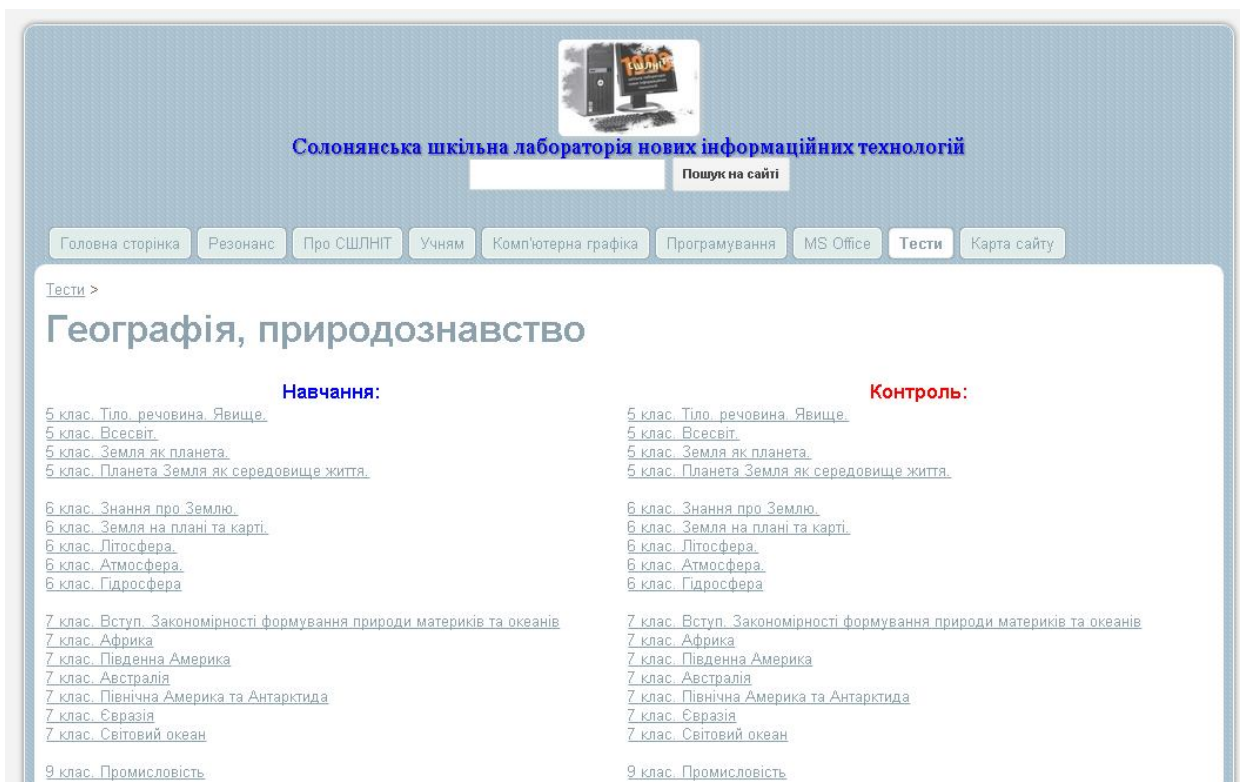 1998
СШЛНІТ
Солонянська шкільна лабораторія нових інформаційних технологій
Пошук на сайті
Головна сторінка Резонанс Про СШЛНІТ Учням Комп'ютерна графіка Програмування MS Office Тести Карта сайту
Тести >
Географія, природознавство
Навчання:
5 клас. Тіло. речовина. Явище.
5 клас. Всесвіт.
5 клас. Земля як планета.
5 клас. Планета Земля як середовище життя.
6 клас. Знання про Землю.
6 клас. Земля на плані та карті.
6 клас. Літосфера.
6 клас. Атмосфера.
6 клас. Гідросфера
7 клас. Вступ. Закономірності формування природи материків та океанів
7 клас. Африка
7 клас. Південна Америка
7 клас. Австралія
7 клас. Північна Америка та Антарктида
7 клас. Євразія
7 клас. Світовий океан
9 клас. Промисловість
Контроль:
5 клас. Тіло. речовина. Явище.
5 клас. Всесвіт.
5 клас. Земля як планета.
5 клас. Планета Земля як середовище життя.
6 клас. Знання про Землю.
6 клас. Земля на плані та карті.
6 клас. Літосфера.
6 клас. Атмосфера.
6 клас. Гідросфера
7 клас. Вступ. Закономірності формування природи материків та океанів
7 клас. Африка
7 клас. Південна Америка
7 клас. Австралія
7 клас. Північна Америка та Антарктида
7 клас. Євразія
7 клас. Світовий океан
9 клас. Промисловість